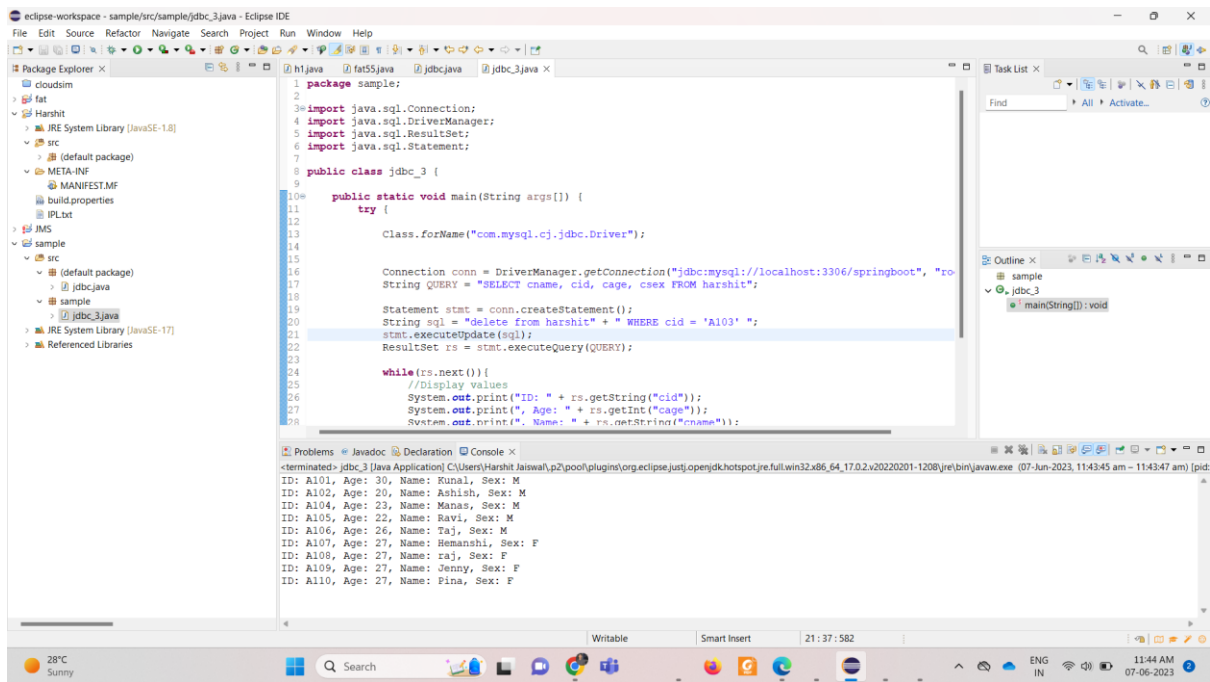 eclipse-workspace - sample/src/sample/jdbc_3.java - Eclipse IDE
File Edit Source Refactor Navigate Search Project Run Window Help
Package Explorer
cloudsim
fat
Harshit
JRE System Library [JavaSE-1.8]
src
(default package)
META-INF
MANIFEST.MF
build.properties
IPL.txt
JMS
sample
src
(default package)
jdbc.java
sample
jdbc_3.java
JRE System Library [JavaSE-17]
Referenced Libraries
h1.java fat55.java jdbc.java jdbc_3.java
1 package sample;
2
3 import java.sql.Connection;
4 import java.sql.DriverManager;
5 import java.sql.ResultSet;
6 import java.sql.Statement;
7
8 public class jdbc_3 {
9
10 public static void main(String args[]) {
11 try {
12
13 Class.forName("com.mysql.cj.jdbc.Driver");
14
15
16 Connection conn = DriverManager.getConnection("jdbc:mysql://localhost:3306/springboot", "ro
17 String QUERY = "SELECT cname, cid, cage, csex FROM harshit";
18
19 Statement stmt = conn.createStatement();
20 String sql = "delete from harshit" + " WHERE cid = 'A103' ";
21 stmt.executeUpdate(sql);
22 ResultSet rs = stmt.executeQuery(QUERY);
23
24 while(rs.next()){
25 //Display values
26 System.out.print("ID: " + rs.getString("cid"));
27 System.out.print(", Age: " + rs.getInt("cage"));
28 System.out.print(", Name: " + rs.getString("cname"));
Task List
Find All Activate...
Outline
sample
jdbc_3
main(String[]) : void
Problems Javadoc Declaration Console
<terminated> jdbc_3 [Java Application] C:\Users\Harshit Jaiswal\.p2\pool\plugins\org.eclipse.justj.openjdk.hotspot.jre.full.win32.x86_64_17.0.2.v20220201-1208\jre\bin\javaw.exe (07-Jun-2023, 11:43:45 am – 11:43:47 am) [pid:
ID: A101, Age: 30, Name: Kunal, Sex: M
ID: A102, Age: 20, Name: Ashish, Sex: M
ID: A104, Age: 23, Name: Manas, Sex: M
ID: A105, Age: 22, Name: Ravi, Sex: M
ID: A106, Age: 26, Name: Taj, Sex: M
ID: A107, Age: 27, Name: Hemanshi, Sex: F
ID: A108, Age: 27, Name: raj, Sex: F
ID: A109, Age: 27, Name: Jenny, Sex: F
ID: A110, Age: 27, Name: Pina, Sex: F
Writable Smart Insert 21 : 37 : 582
28°C
Sunny
Search
ENG
IN
11:44 AM
07-06-2023
2